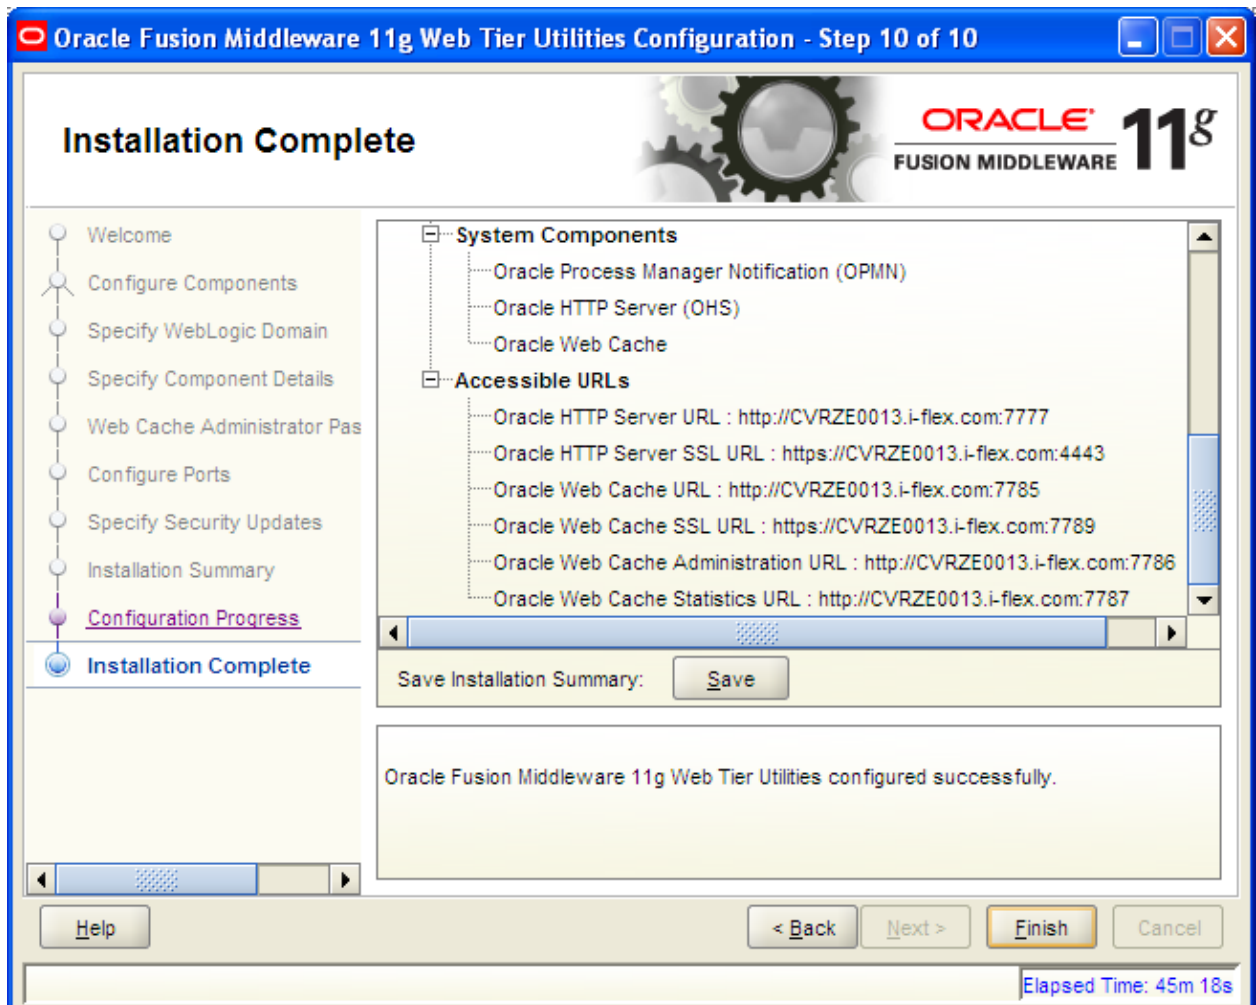 Oracle Fusion Middleware 11g Web Tier Utilities Configuration - Step 10 of 10
Installation Complete
ORACLE
FUSION MIDDLEWARE
11g
Welcome
Configure Components
Specify WebLogic Domain
Specify Component Details
Web Cache Administrator Pas
Configure Ports
Specify Security Updates
Installation Summary
Configuration Progress
Installation Complete
System Components
Oracle Process Manager Notification (OPMN)
Oracle HTTP Server (OHS)
Oracle Web Cache
Accessible URLs
Oracle HTTP Server URL : http://CVRZE0013.i-flex.com:7777
Oracle HTTP Server SSL URL : https://CVRZE0013.i-flex.com:4443
Oracle Web Cache URL : http://CVRZE0013.i-flex.com:7785
Oracle Web Cache SSL URL : https://CVRZE0013.i-flex.com:7789
Oracle Web Cache Administration URL : http://CVRZE0013.i-flex.com:7786
Oracle Web Cache Statistics URL : http://CVRZE0013.i-flex.com:7787
Save Installation Summary: Save
Oracle Fusion Middleware 11g Web Tier Utilities configured successfully.
Help < Back Next > Finish Cancel
Elapsed Time: 45m 18s